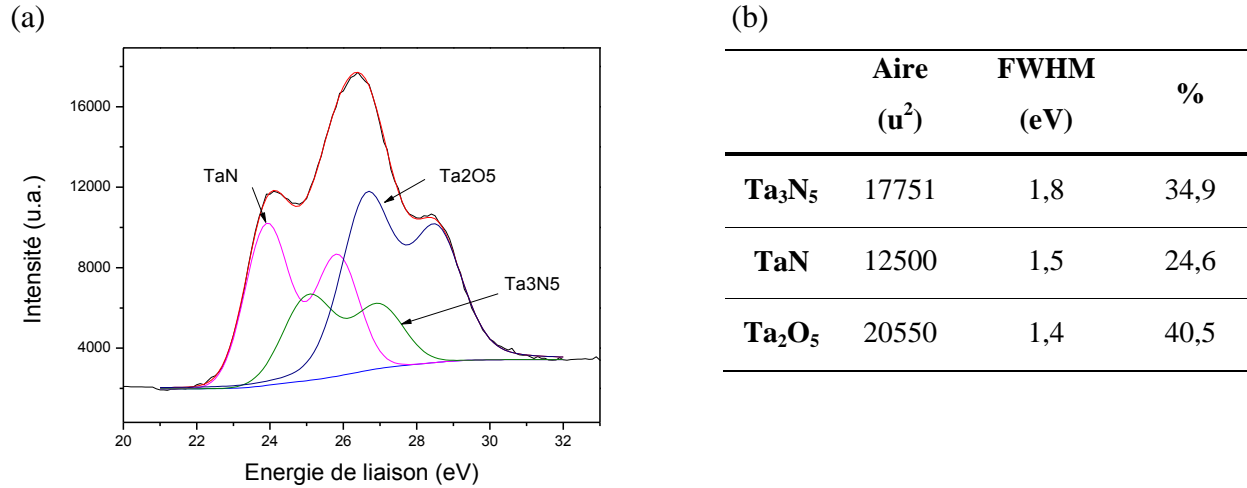 (a)
16000
12000
8000
4000
Intensité (u.a.)
TaN
Ta2O5
Ta3N5
20 22 24 26 28 30 32
Energie de liaison (eV)
(b)
Aire (u²) FWHM (eV) %
Ta₃N₅ 17751 1,8 34,9
TaN 12500 1,5 24,6
Ta₂O₅ 20550 1,4 40,5